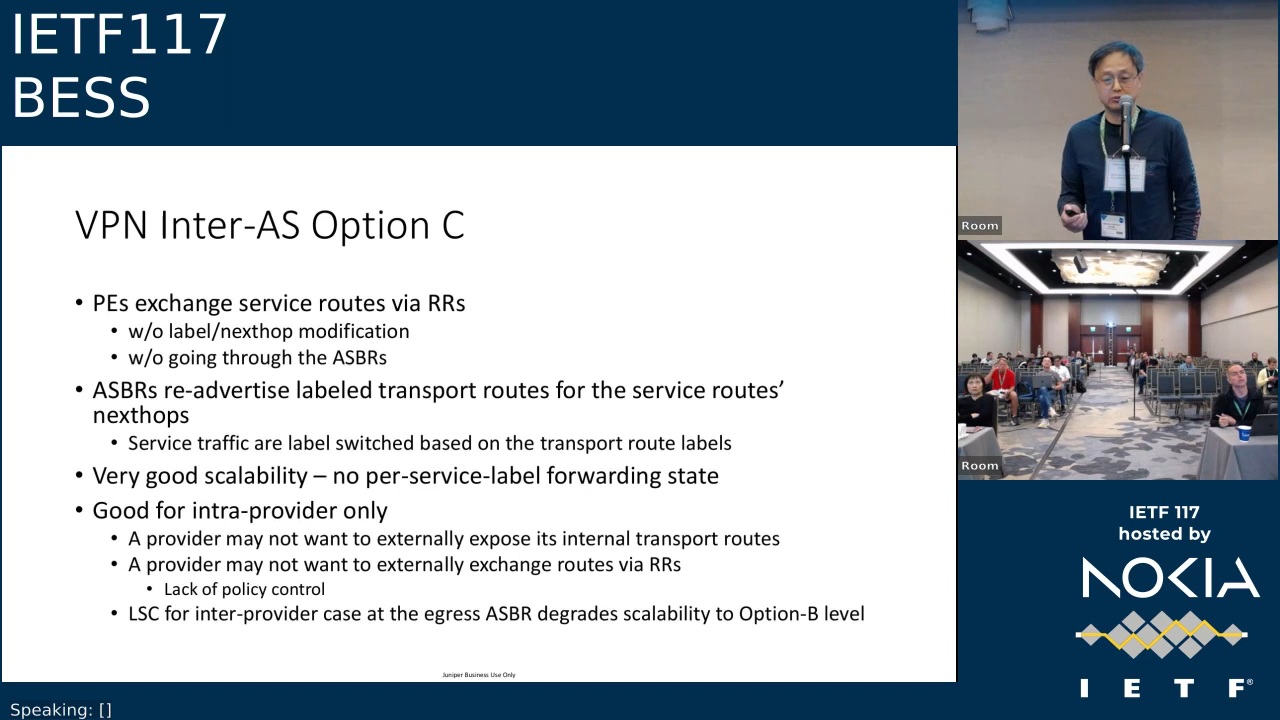 IETF117
BESS
VPN Inter-AS Option C
• PEs exchange service routes via RRs
• w/o label/nexthop modification
• w/o going through the ASBRs
• ASBRs re-advertise labeled transport routes for the service routes’
nexthops
• Service traffic are label switched based on the transport route labels
• Very good scalability – no per-service-label forwarding state
• Good for intra-provider only
• A provider may not want to externally expose its internal transport routes
• A provider may not want to externally exchange routes via RRs
• Lack of policy control
• LSC for inter-provider case at the egress ASBR degrades scalability to Option-B level
Juniper Business Use Only
Speaking: []
Room
Room
IETF 117
hosted by
NOKIA
I E T F®